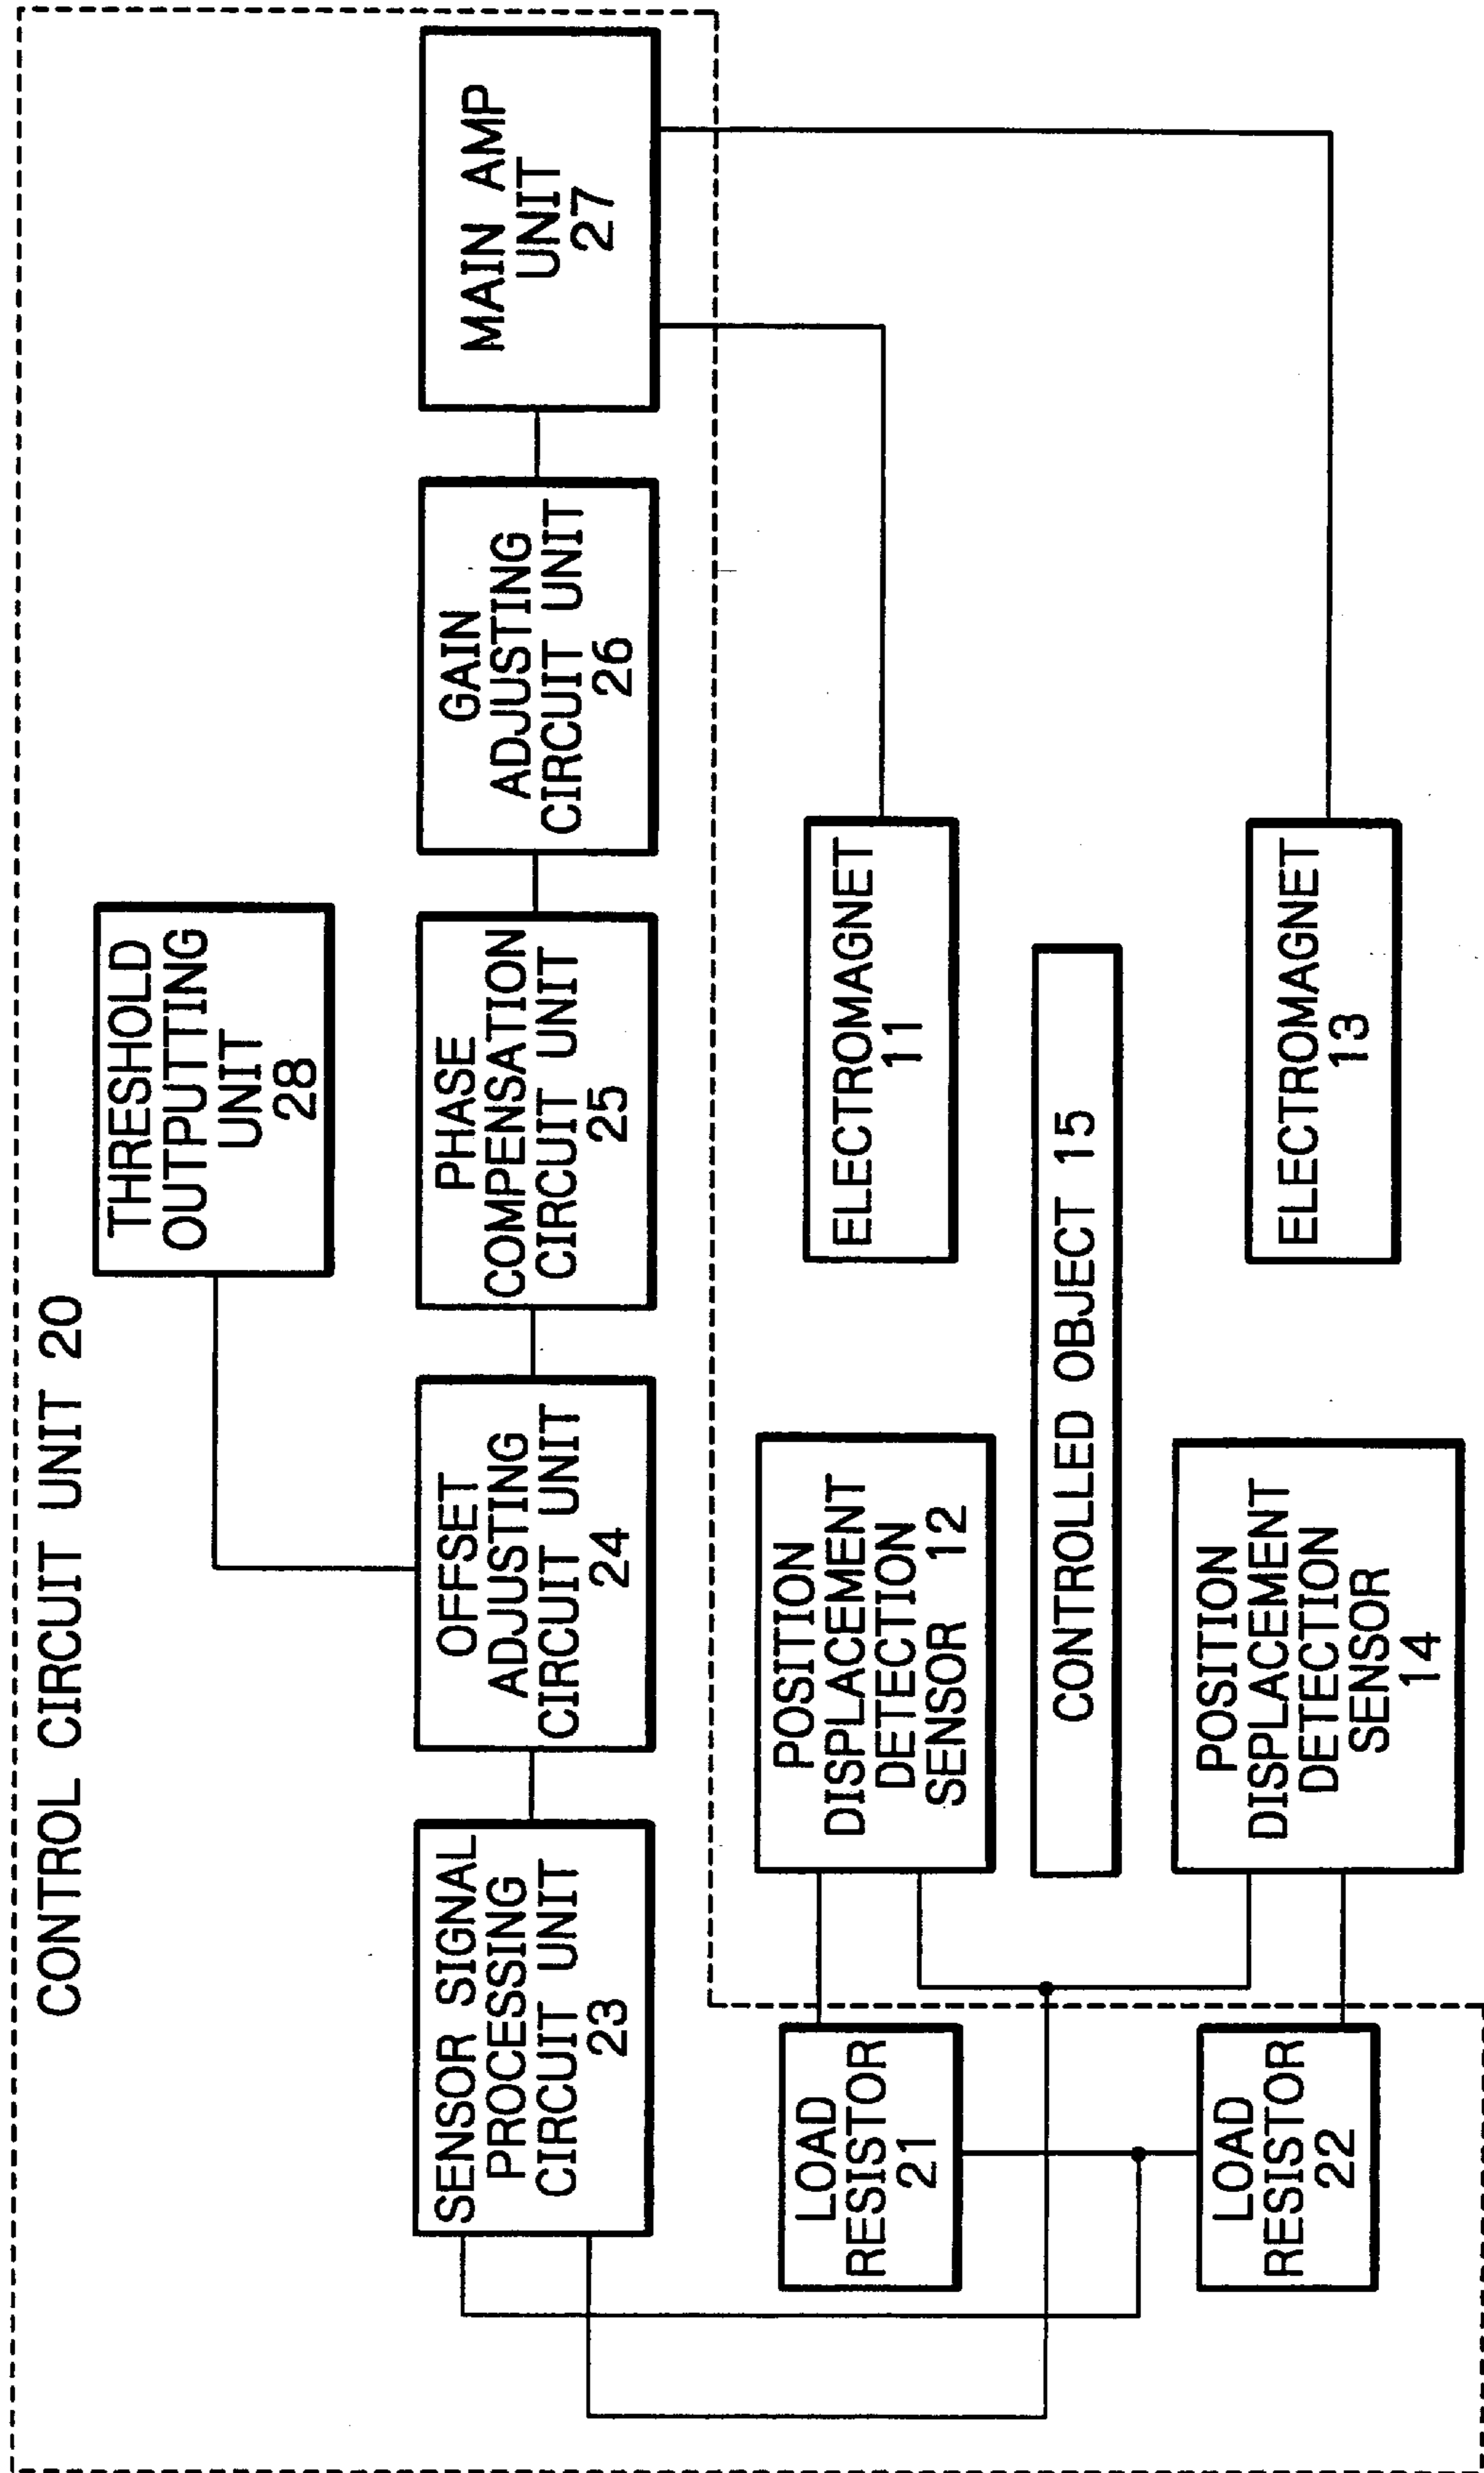 CONTROL CIRCUIT UNIT 20
THRESHOLD
OUTPUTTING
UNIT
28
SENSOR SIGNAL
PROCESSING
CIRCUIT UNIT
23
OFFSET
ADJUSTING
CIRCUIT UNIT
24
PHASE
COMPENSATION
CIRCUIT UNIT
25
GAIN
ADJUSTING
CIRCUIT UNIT
26
MAIN AMP
UNIT
27
LOAD
RESISTOR
21
POSITION
DISPLACEMENT
DETECTION
SENSOR 12
ELECTROMAGNET
11
CONTROLLED OBJECT 15
LOAD
RESISTOR
22
POSITION
DISPLACEMENT
DETECTION
SENSOR
14
ELECTROMAGNET
13